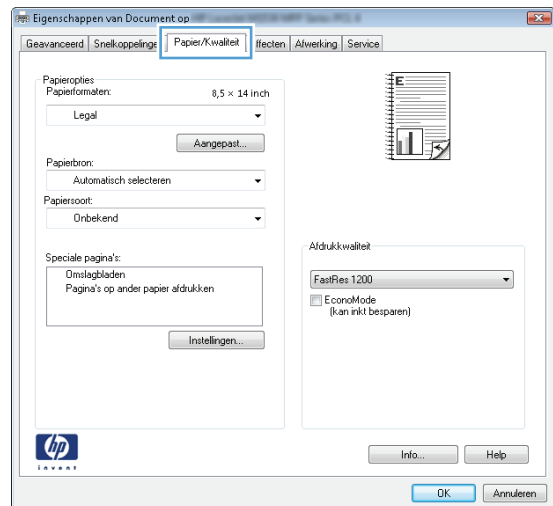 Eigenschappen van Document op
Geavanceerd Snelkoppelinge Papier/Kwaliteit ffecten Afwerking Service
Papieropties
Papierformaten: 8,5 × 14 inch
Legal
Aangepast...
Papierbron:
Automatisch selecteren
Papiersoort:
Onbekend
Speciale pagina's:
Omslagbladen
Pagina's op ander papier afdrukken
Instellingen...
E
Afdrukkwaliteit
FastRes 1200
EconoMode
(kan inkt besparen)
hp
invent
Info... Help
OK Annuleren